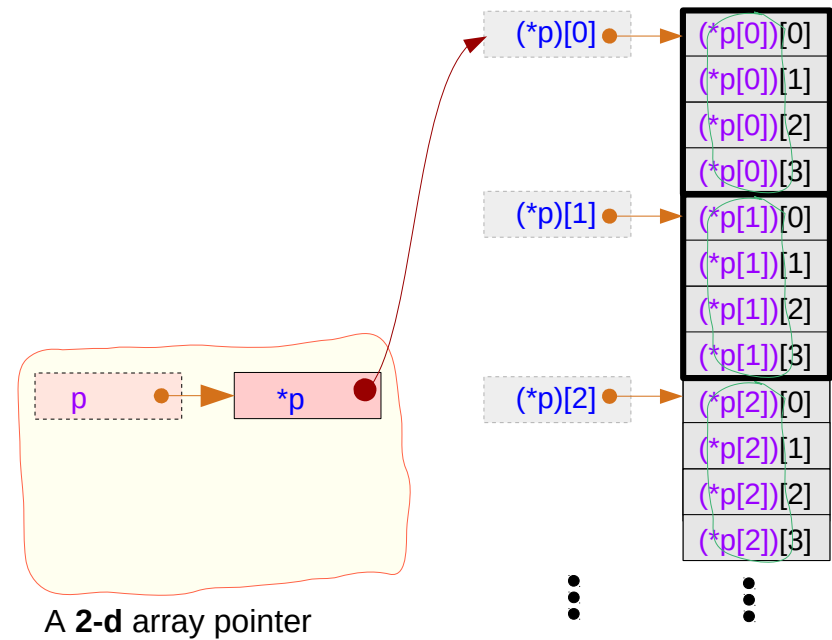 (*p)[0] (*p[0])[0]
(*p[0])[1]
(*p[0])[2]
(*p[0])[3]
(*p)[1] (*p[1])[0]
(*p[1])[1]
(*p[1])[2]
(*p[1])[3]
p *p (*p)[2] (*p[2])[0]
(*p[2])[1]
(*p[2])[2]
(*p[2])[3]
A 2-d array pointer